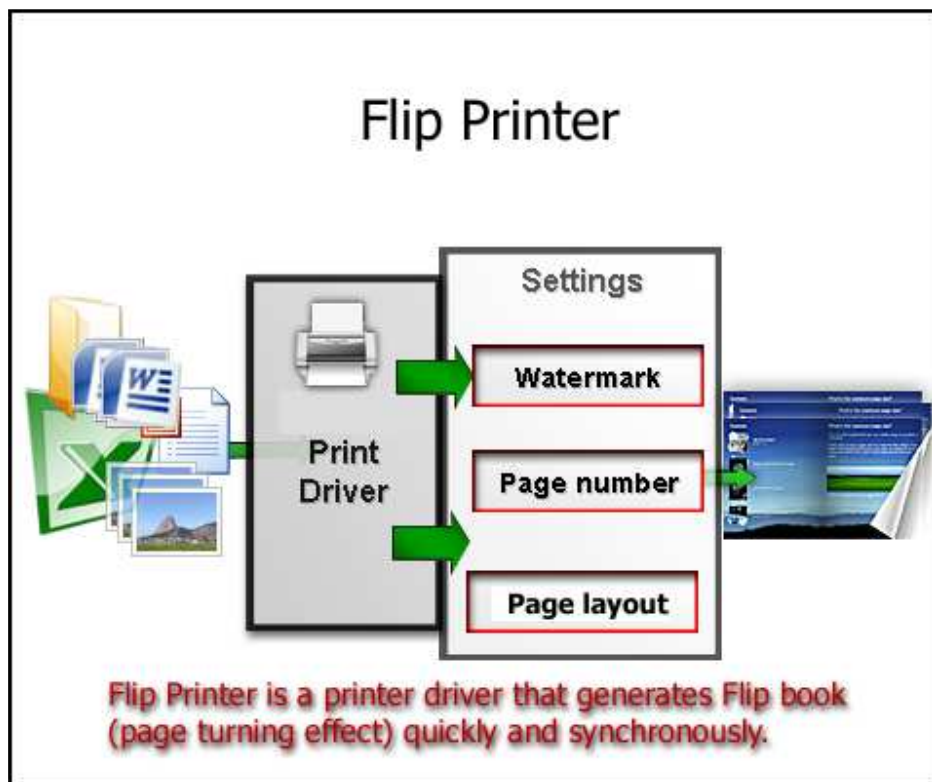 Flip Printer
Settings
Watermark
Print
Driver
Page number
Page layout
Flip Printer is a printer driver that generates Flip book
(page turning effect) quickly and synchronously.